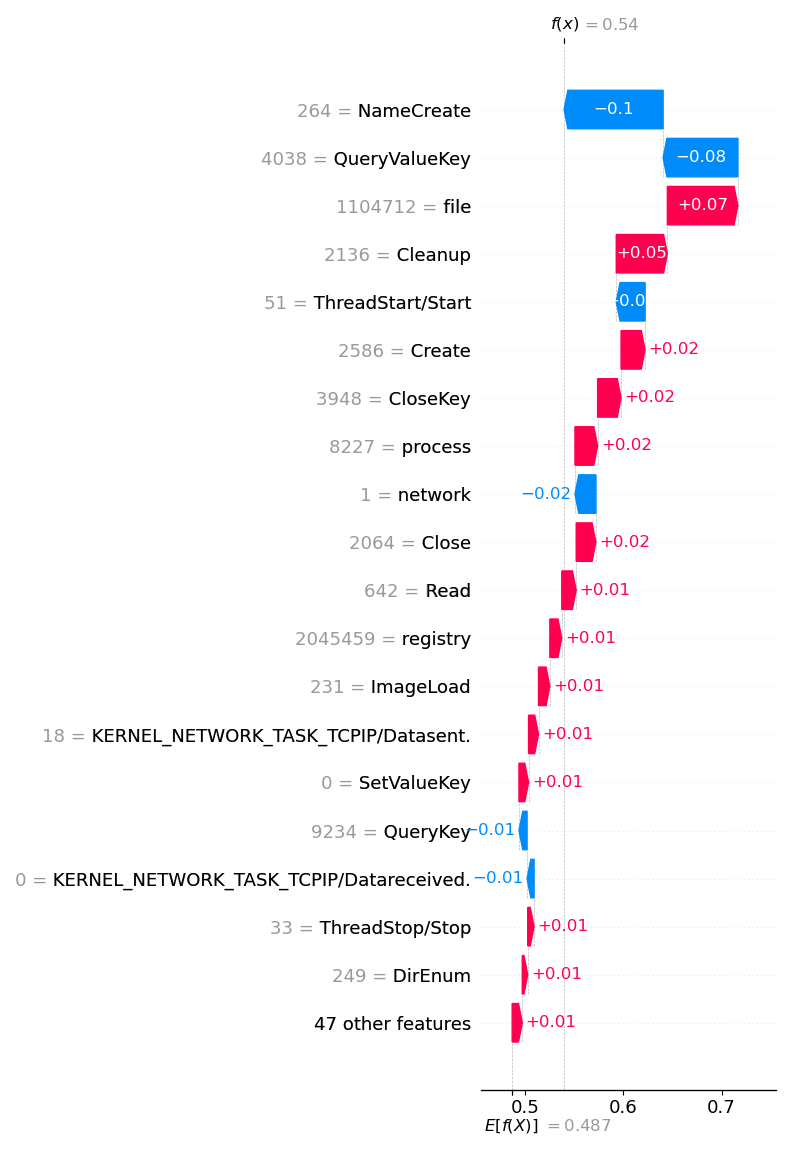 f(x) = 0.54
264 = NameCreate −0.1
4038 = QueryValueKey −0.08
1104712 = file +0.07
2136 = Cleanup +0.05
51 = ThreadStart/Start
2586 = Create +0.02
3948 = CloseKey +0.02
8227 = process +0.02
1 = network −0.02
2064 = Close +0.02
642 = Read +0.01
2045459 = registry +0.01
231 = ImageLoad +0.01
18 = KERNEL_NETWORK_TASK_TCPIP/Datasent. +0.01
0 = SetValueKey +0.01
9234 = QueryKey −0.01
0 = KERNEL_NETWORK_TASK_TCPIP/Datareceived. −0.01
33 = ThreadStop/Stop +0.01
249 = DirEnum +0.01
47 other features +0.01
0.5 0.6 0.7
E[f(X)] = 0.487